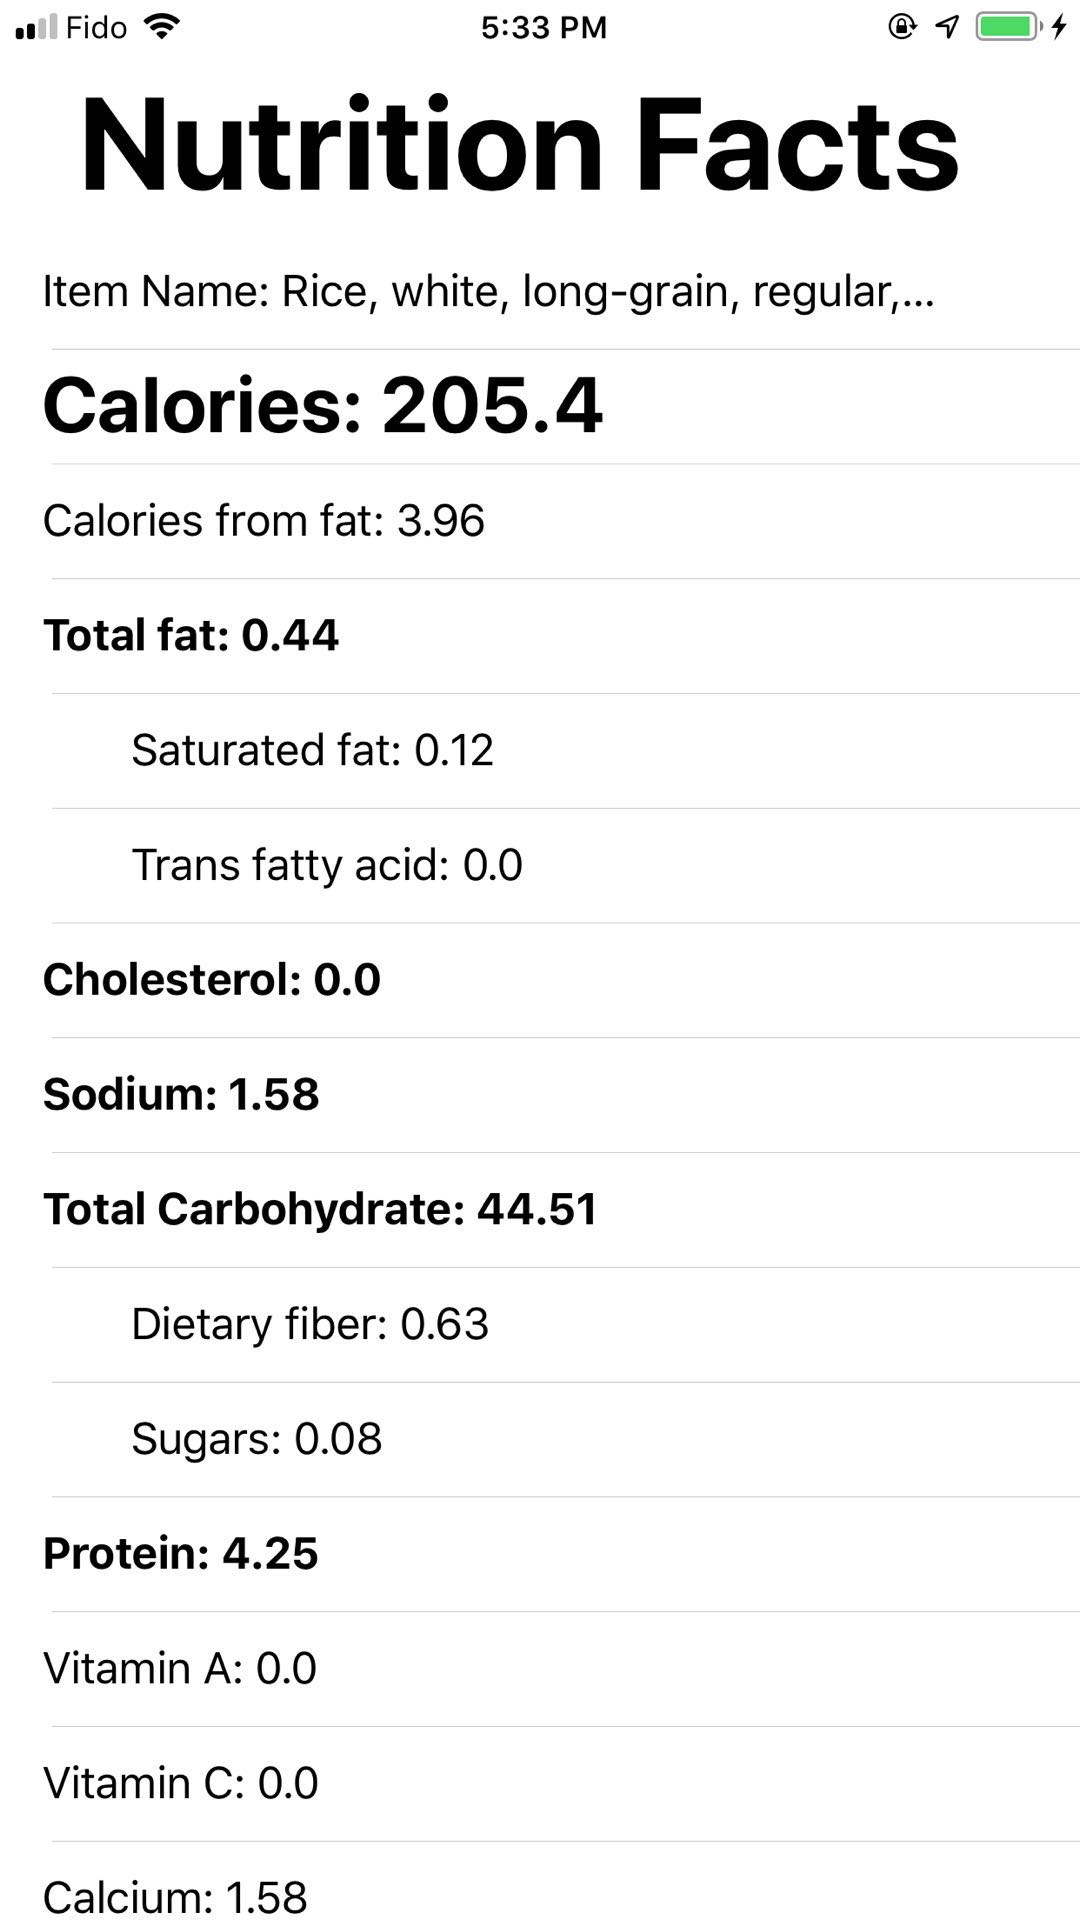 Fido 5:33 PM
Nutrition Facts
Item Name: Rice, white, long-grain, regular,...
Calories: 205.4
Calories from fat: 3.96
Total fat: 0.44
Saturated fat: 0.12
Trans fatty acid: 0.0
Cholesterol: 0.0
Sodium: 1.58
Total Carbohydrate: 44.51
Dietary fiber: 0.63
Sugars: 0.08
Protein: 4.25
Vitamin A: 0.0
Vitamin C: 0.0
Calcium: 1.58